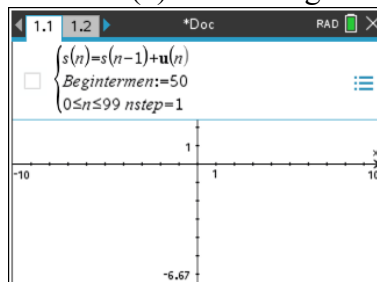 1.1 1.2 *Doc RAD
s(n)=s(n−1)+u(n)
Begintermen:=50
0≤n≤99 nstep=1
1
x
-10 1 10
-6.67